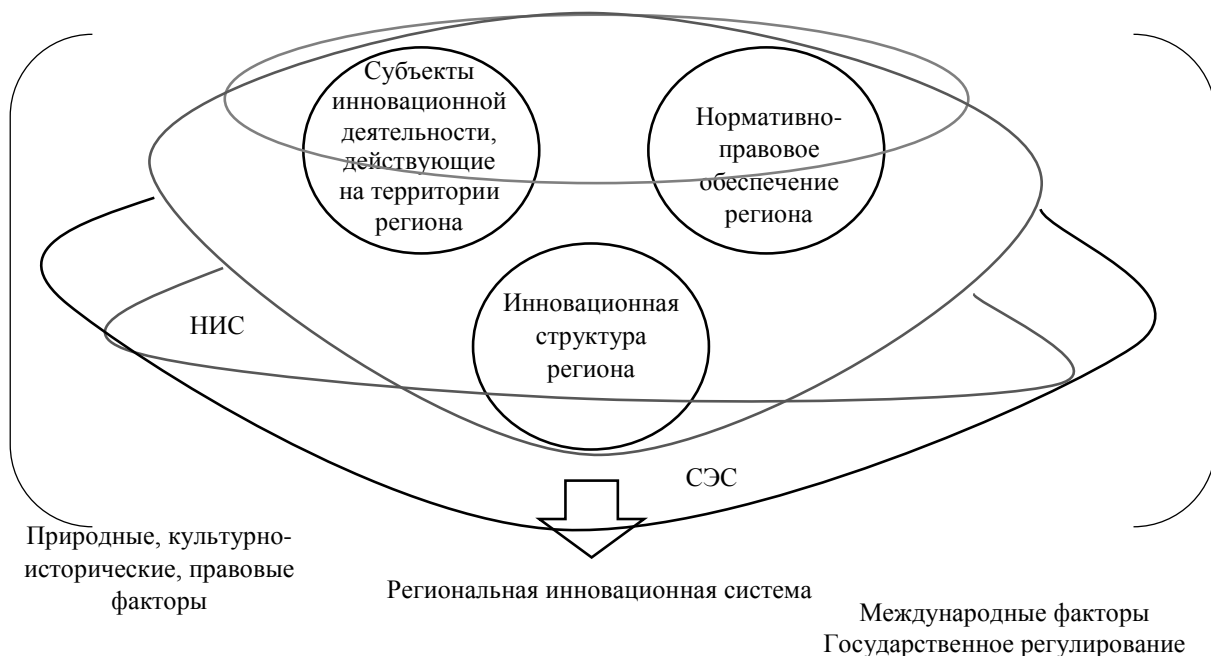 Субъекты
инновационной
деятельности,
действующие
на территории
региона
Нормативно-
правовое
обеспечение
региона
Инновационная
структура
региона
НИС
СЭС
Природные, культурно-
исторические, правовые
факторы
Региональная инновационная система
Международные факторы
Государственное регулирование